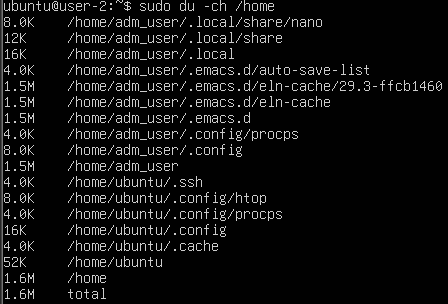 ubuntu@user-2:~$ sudo du -ch /home
8.0K /home/adm_user/.local/share/nano
12K /home/adm_user/.local/share
16K /home/adm_user/.local
4.0K /home/adm_user/.emacs.d/auto-save-list
1.5M /home/adm_user/.emacs.d/eln-cache/29.3-ffcb1460
1.5M /home/adm_user/.emacs.d/eln-cache
1.5M /home/adm_user/.emacs.d
4.0K /home/adm_user/.config/procps
8.0K /home/adm_user/.config
1.5M /home/adm_user
4.0K /home/ubuntu/.ssh
8.0K /home/ubuntu/.config/htop
4.0K /home/ubuntu/.config/procps
16K /home/ubuntu/.config
4.0K /home/ubuntu/.cache
52K /home/ubuntu
1.6M /home
1.6M total